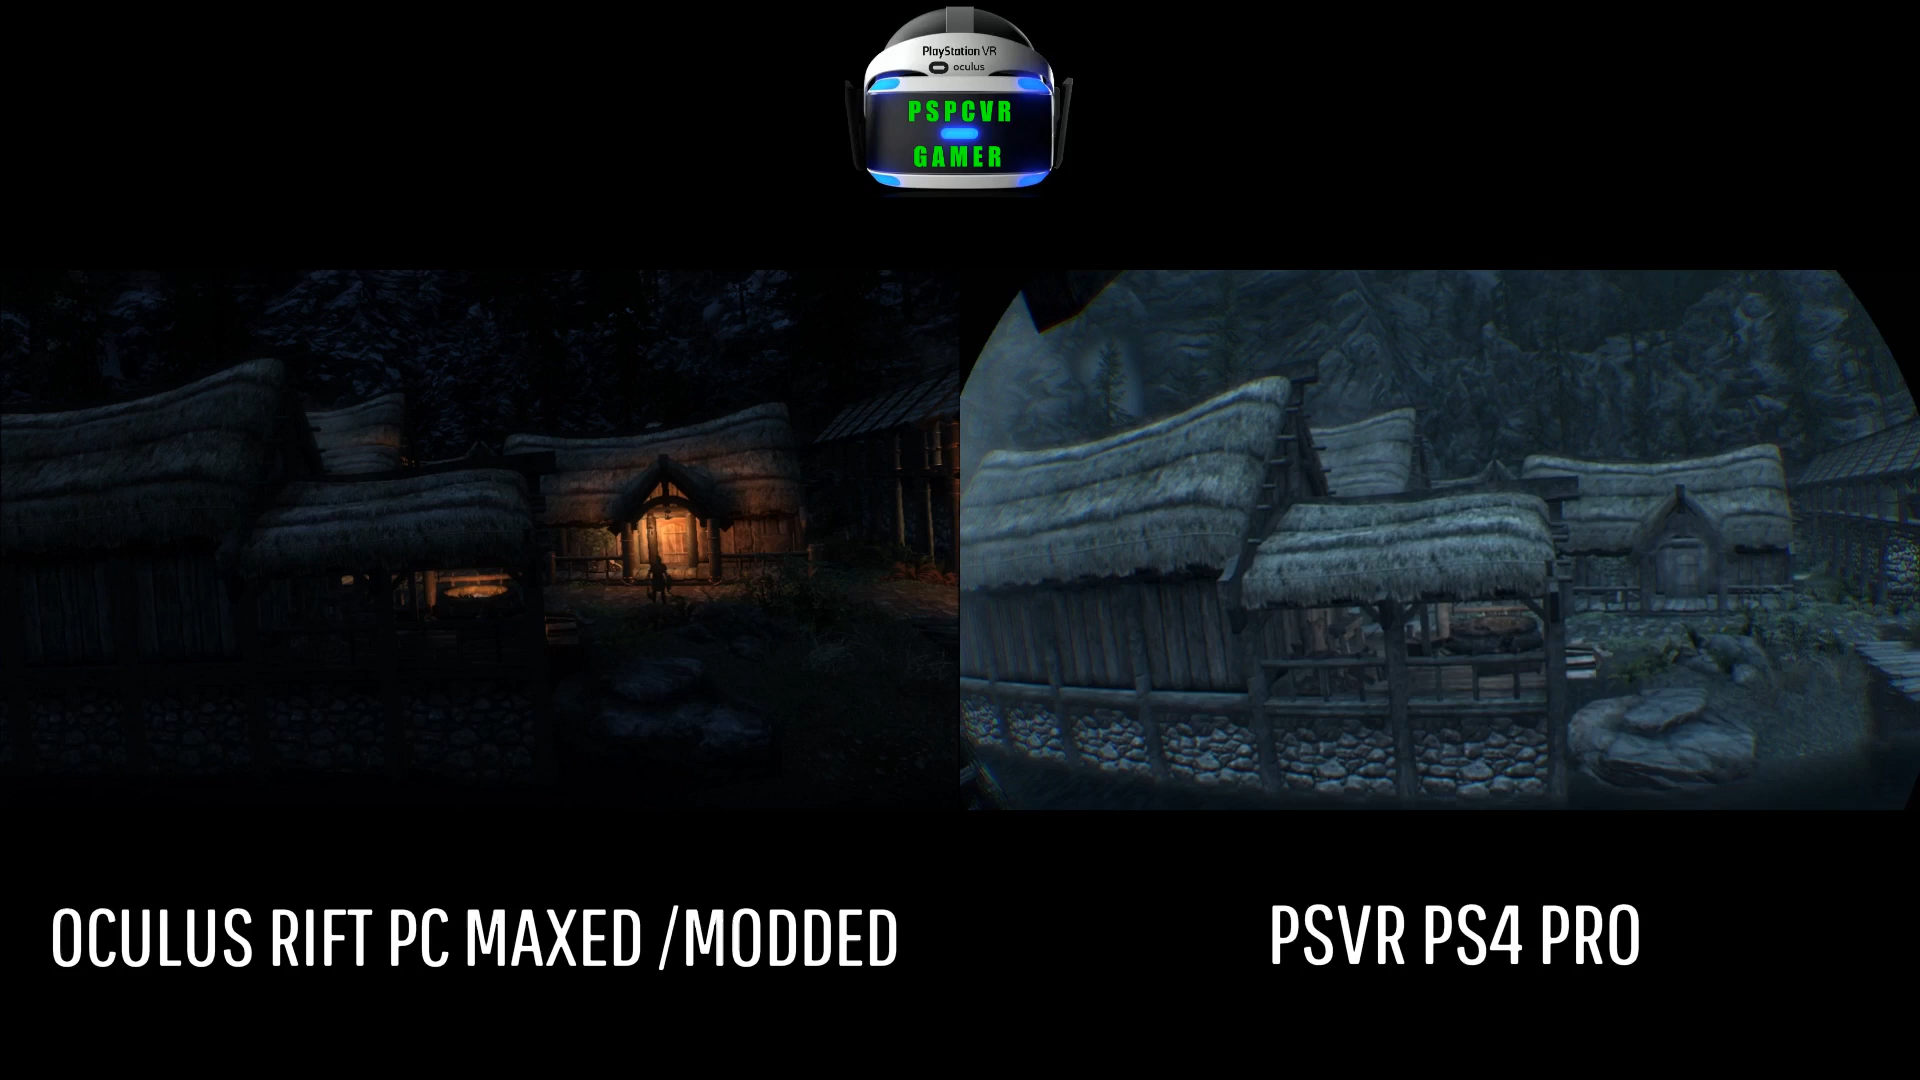 PlayStation VR
oculus
PSPCVR
GAMER
OCULUS RIFT PC MAXED /MODDED
PSVR PS4 PRO